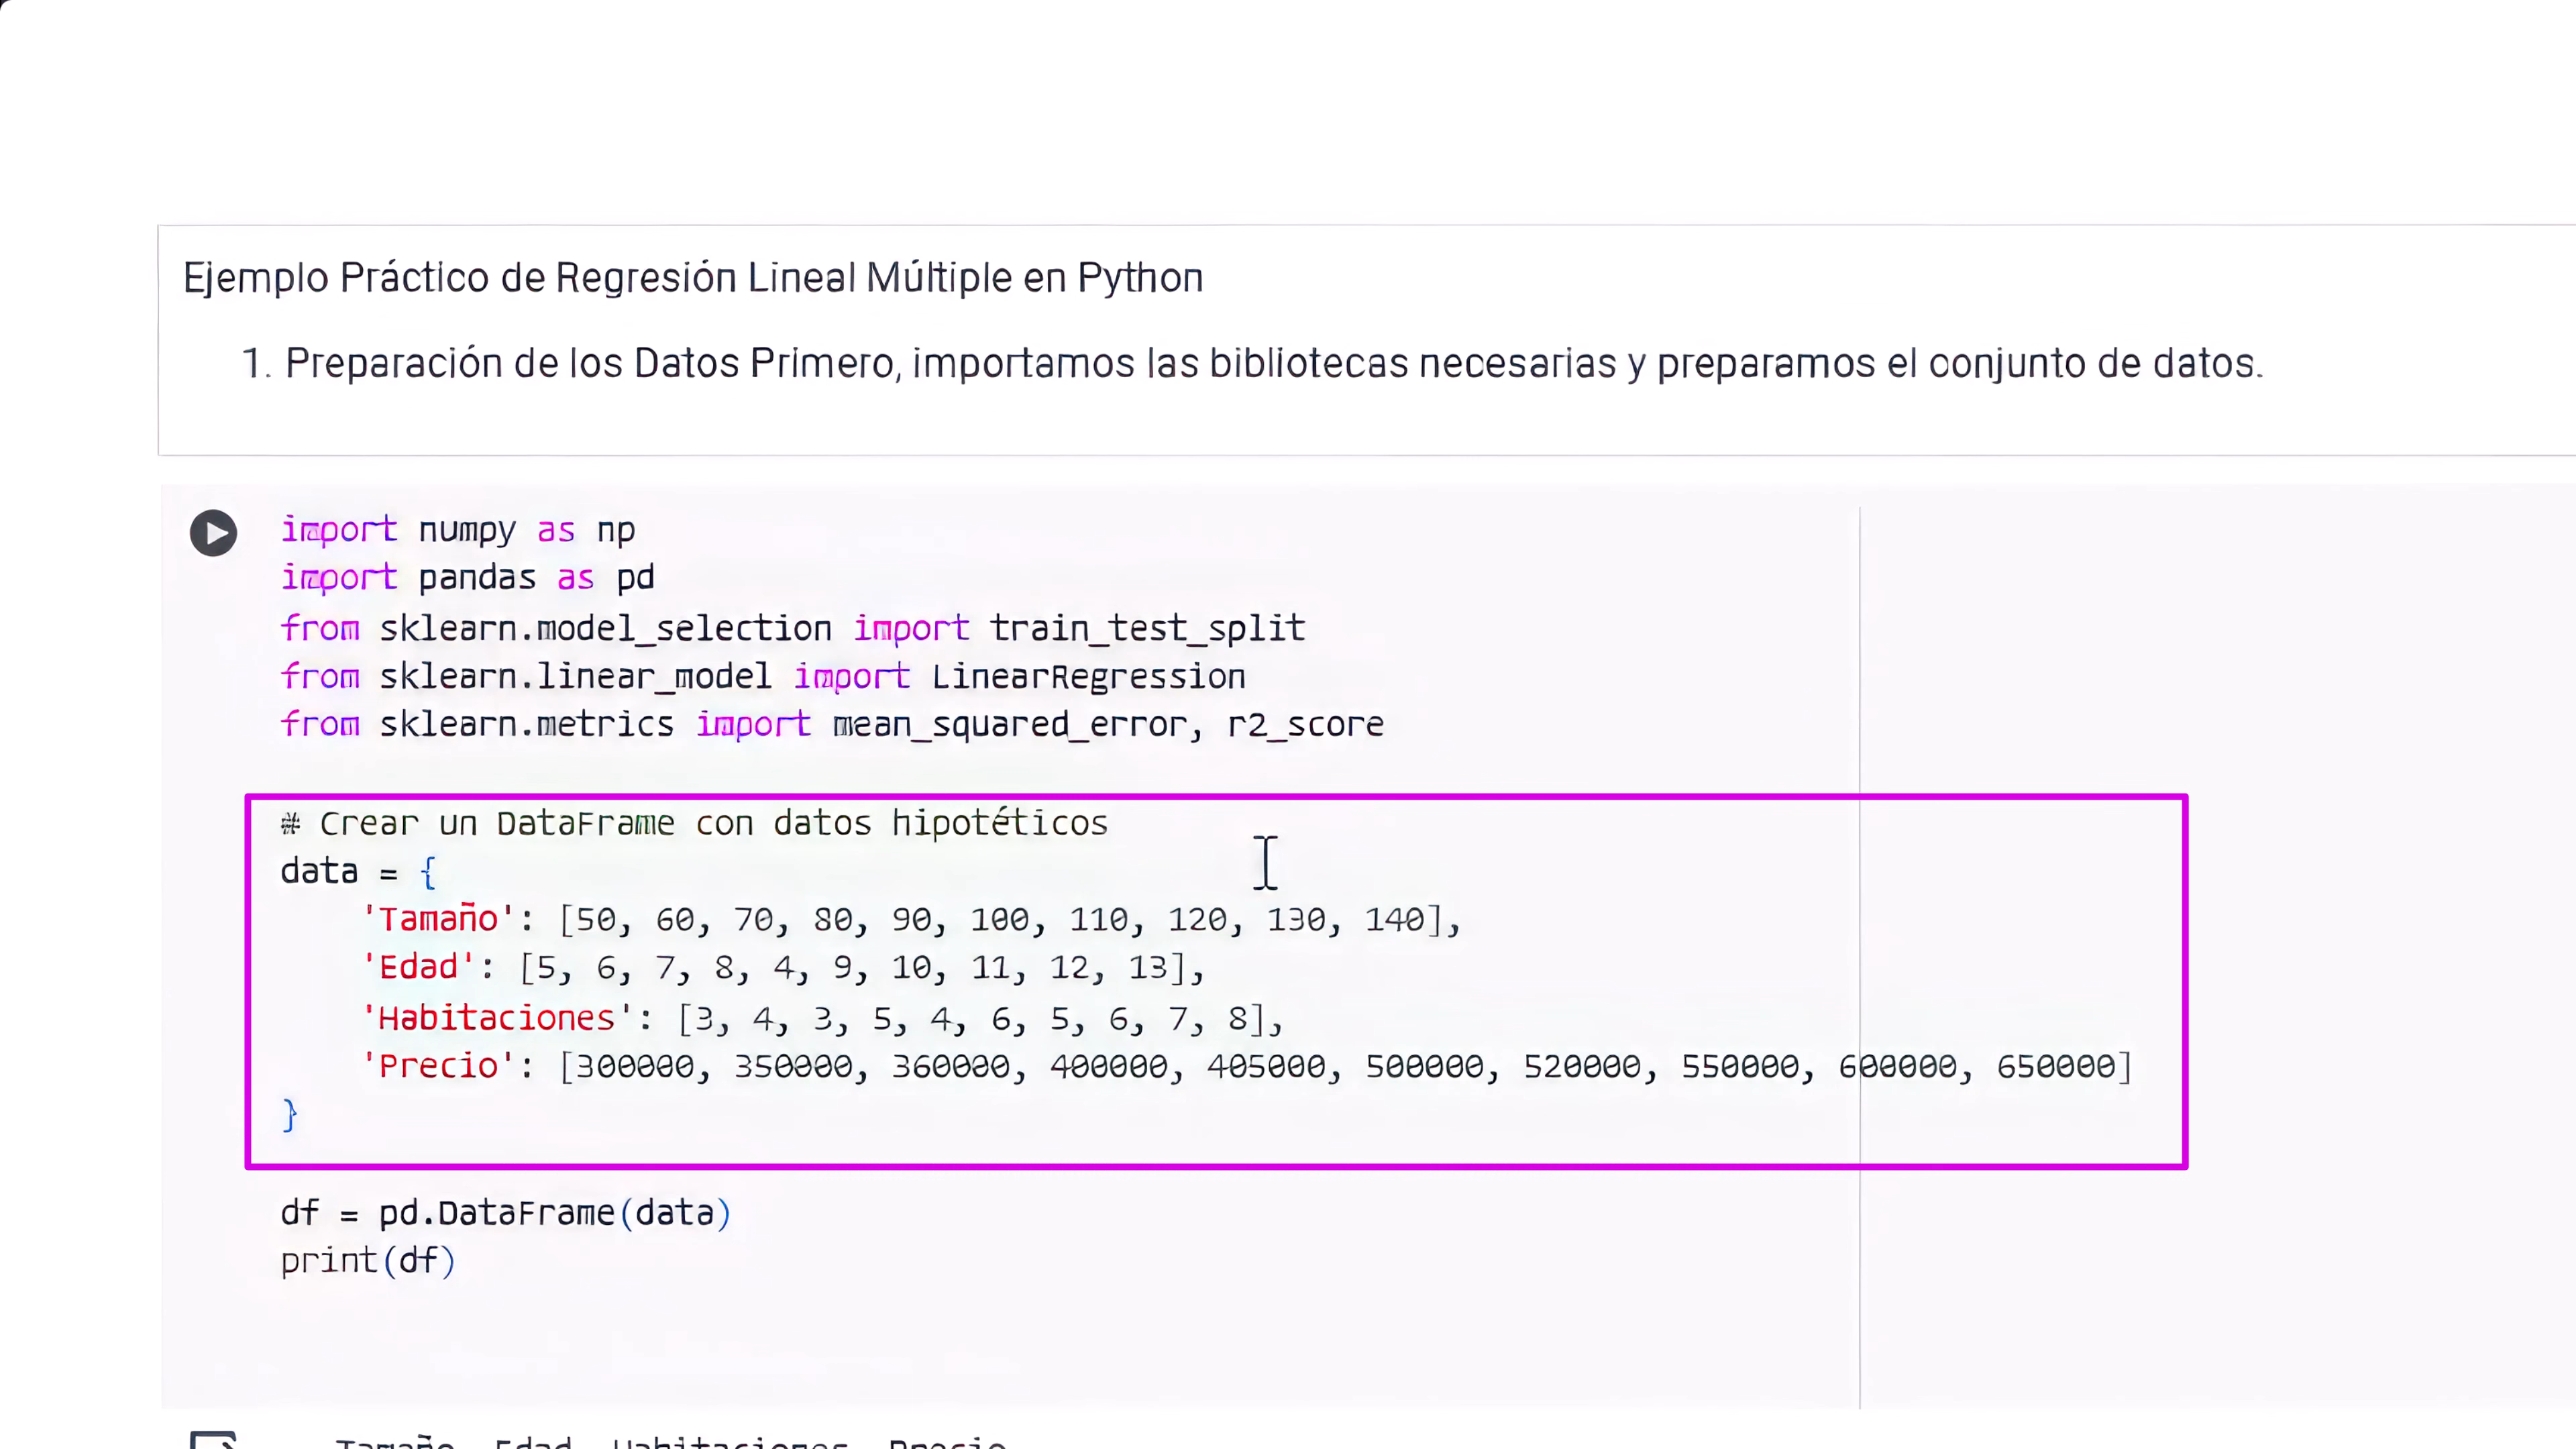 Ejemplo Práctico de Regresión Lineal Múltiple en Python
1. Preparación de los Datos Primero, importamos las bibliotecas necesarias y preparamos el conjunto de datos.
import numpy as np
import pandas as pd
from sklearn.model_selection import train_test_split
from sklearn.linear_model import LinearRegression
from sklearn.metrics import mean_squared_error, r2_score
# Crear un DataFrame con datos hipotéticos
data = {
'Tamaño': [50, 60, 70, 80, 90, 100, 110, 120, 130, 140],
'Edad': [5, 6, 7, 8, 4, 9, 10, 11, 12, 13],
'Habitaciones': [3, 4, 3, 5, 4, 6, 5, 6, 7, 8],
'Precio': [300000, 350000, 360000, 400000, 405000, 500000, 520000, 550000, 600000, 650000]
}
df = pd.DataFrame(data)
print(df)
Tamaño Edad Habitaciones Precio